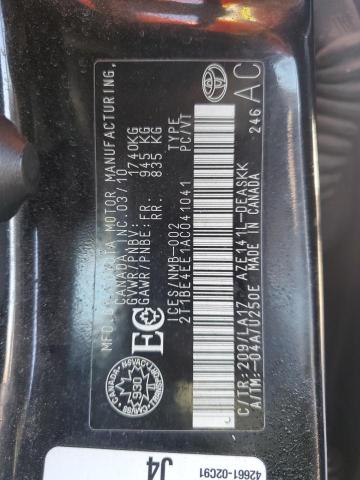 MFD. BY TOYOTA MOTOR MANUFACTURING,
CANADA INC. 03/10
GVWR/PNBV: 1740KG
GAWR/PNBE: FR. 945 KG
RR. 835 KG
ICES/NMB-002 TYPE
2T1BE4EE1AC041041 PC/VT
C/TR: 209/LA17 AZE141L-DEASKK
A/TM: -04A/U250E MADE IN CANADA
246 AC
EC
CANADA
930
42661-02C91
J4